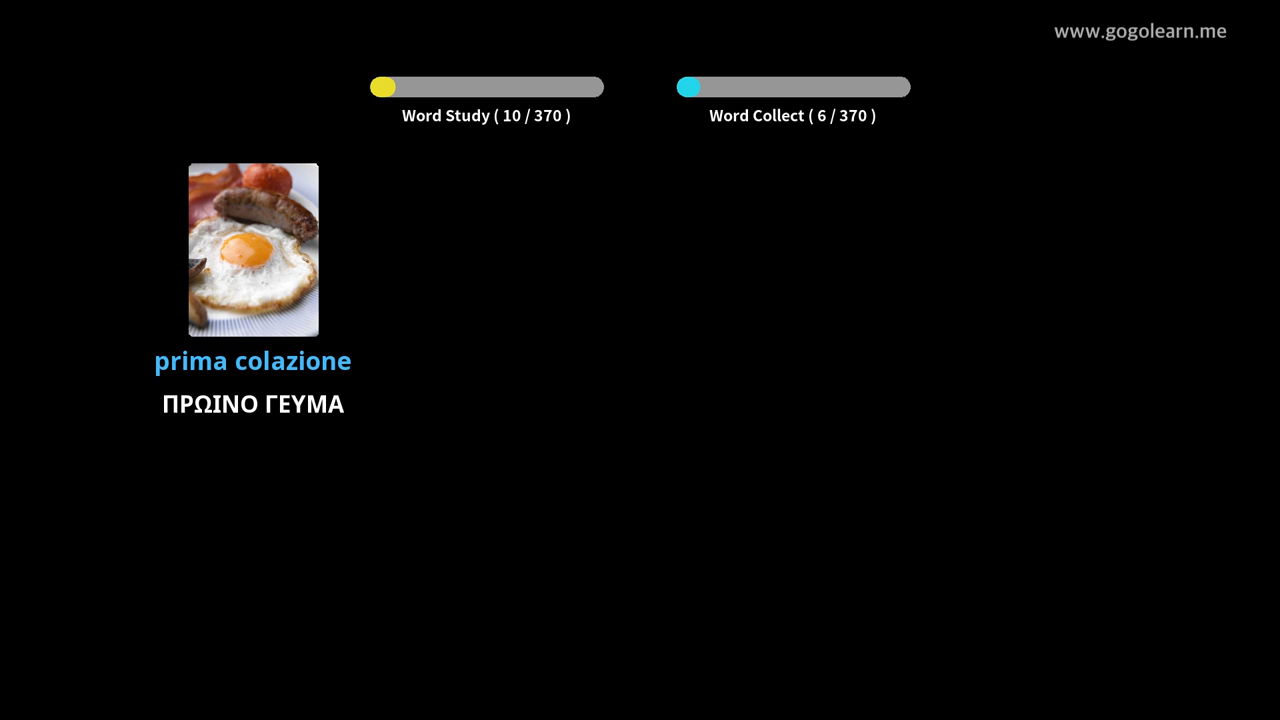 www.gogolearn.me
Word Study ( 10 / 370 )
Word Collect ( 6 / 370 )
prima colazione
ΠΡΩΙΝΟ ΓΕΥΜΑ